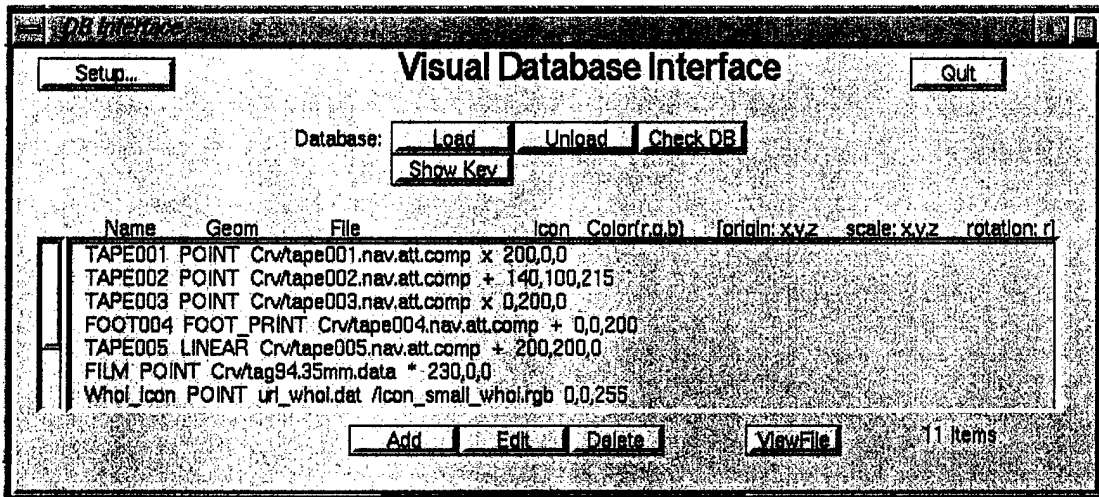 DB Interface
Setup... Visual Database Interface Quit
Database: Load Unload Check DB
Show Key
Name Geom File Icon Color(r,g,b) [origin: x,y,z scale: x,y,z rotation: r]
TAPE001 POINT Crv/tape001.nav.att.comp x 200,0,0
TAPE002 POINT Crv/tape002.nav.att.comp + 140,100,215
TAPE003 POINT Crv/tape003.nav.att.comp x 0,200,0
FOOT004 FOOT_PRINT Crv/tape004.nav.att.comp + 0,0,200
TAPE005 LINEAR Crv/tape005.nav.att.comp + 200,200,0
FILM POINT Crv/tag94.35mm.data * 230,0,0
Whoi_icon POINT url_whoi.dat /icon_small_whoi.rgb 0,0,255
Add Edit Delete ViewFile 11 Items